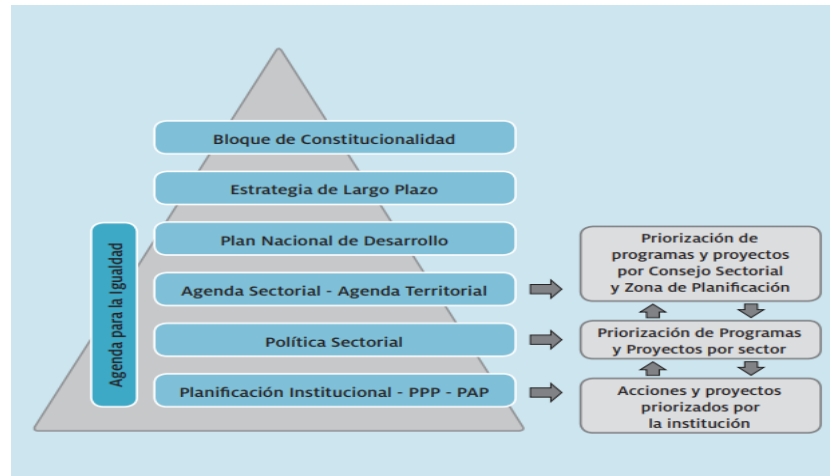 Bloque de Constitucionalidad
Estrategia de Largo Plazo
Plan Nacional de Desarrollo
Agenda Sectorial - Agenda Territorial
Política Sectorial
Planificación Institucional - PPP - PAP
Agenda para la Igualdad
Priorización de
programas y proyectos
por Consejo Sectorial
y Zona de Planificación
Priorización de Programas
y Proyectos por sector
Acciones y proyectos
priorizados por
la institución